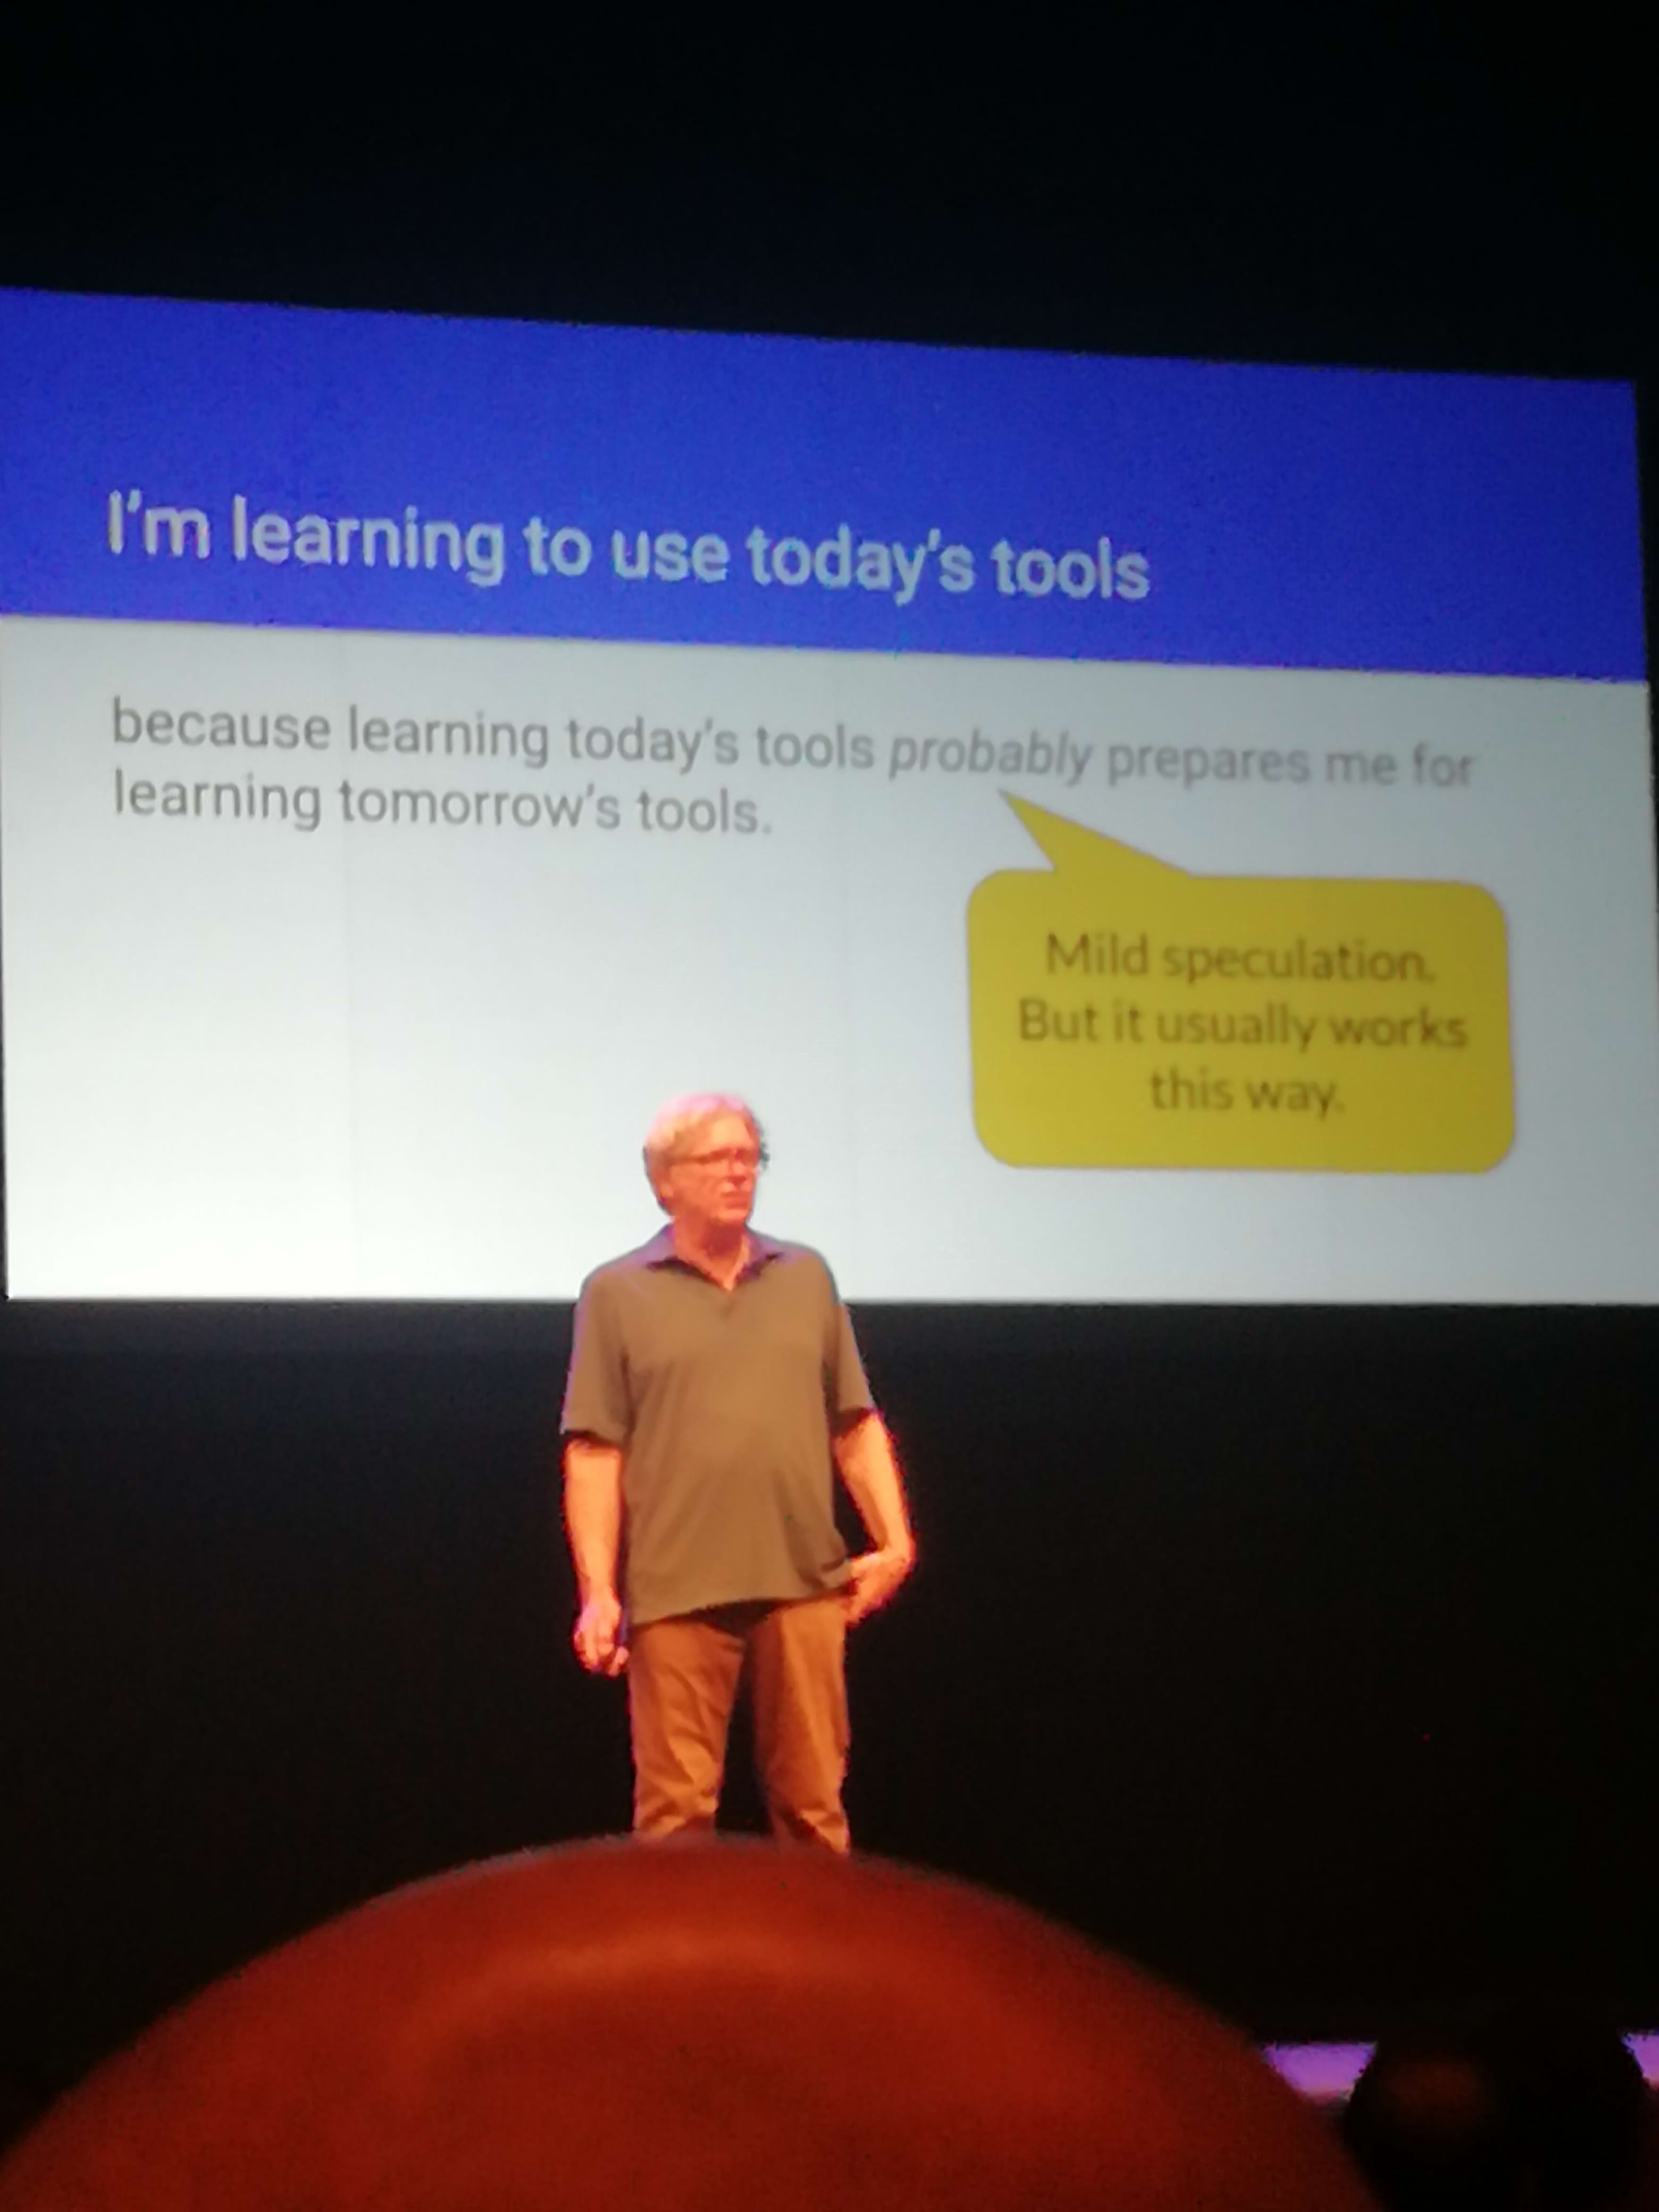 I'm learning to use today's tools
because learning today's tools probably prepares me for
learning tomorrow's tools.
Mild speculation.
But it usually works
this way.